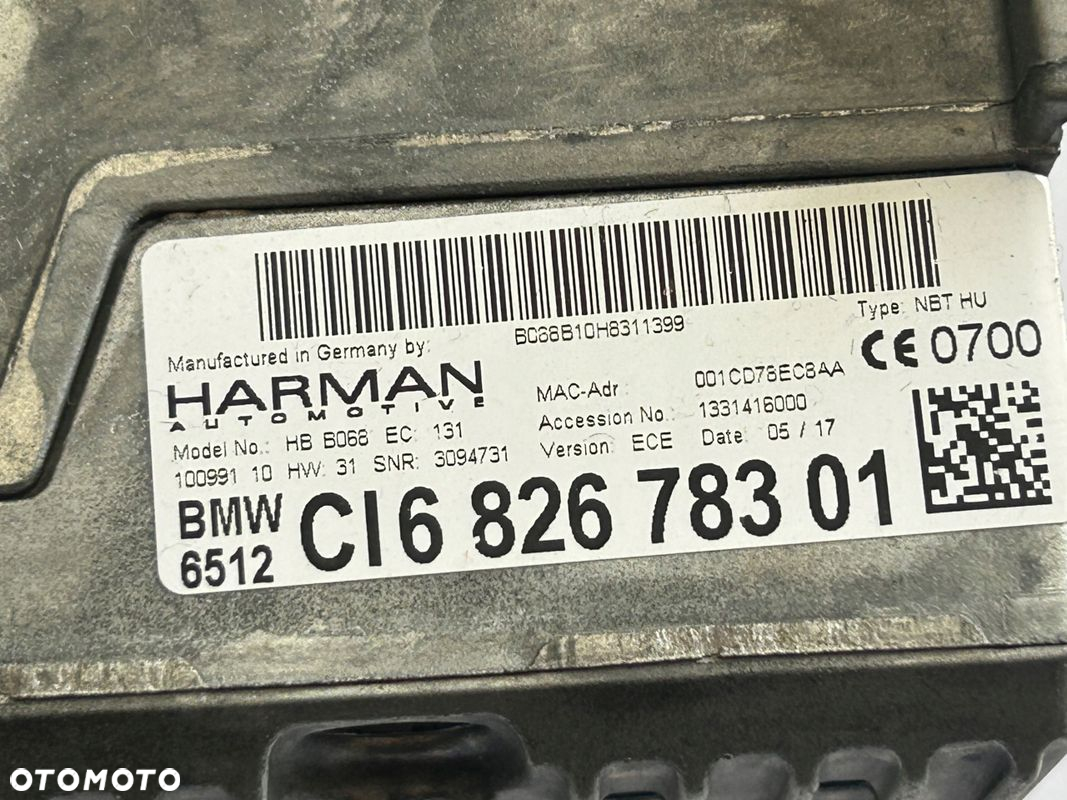 B068B10H8311399
Type: NBT HU
Manufactured in Germany by:
CE 0700
HARMAN
AUTOMOTIVE
MAC-Adr 001CD78EC8AA
Accession No.: 1331416000
Model No.: HB B068 EC: 131
Version: ECE Date: 05 / 17
100991 10 HW: 31 SNR: 3094731
BMW
6512
CI6 826 783 01
OTOMOTO